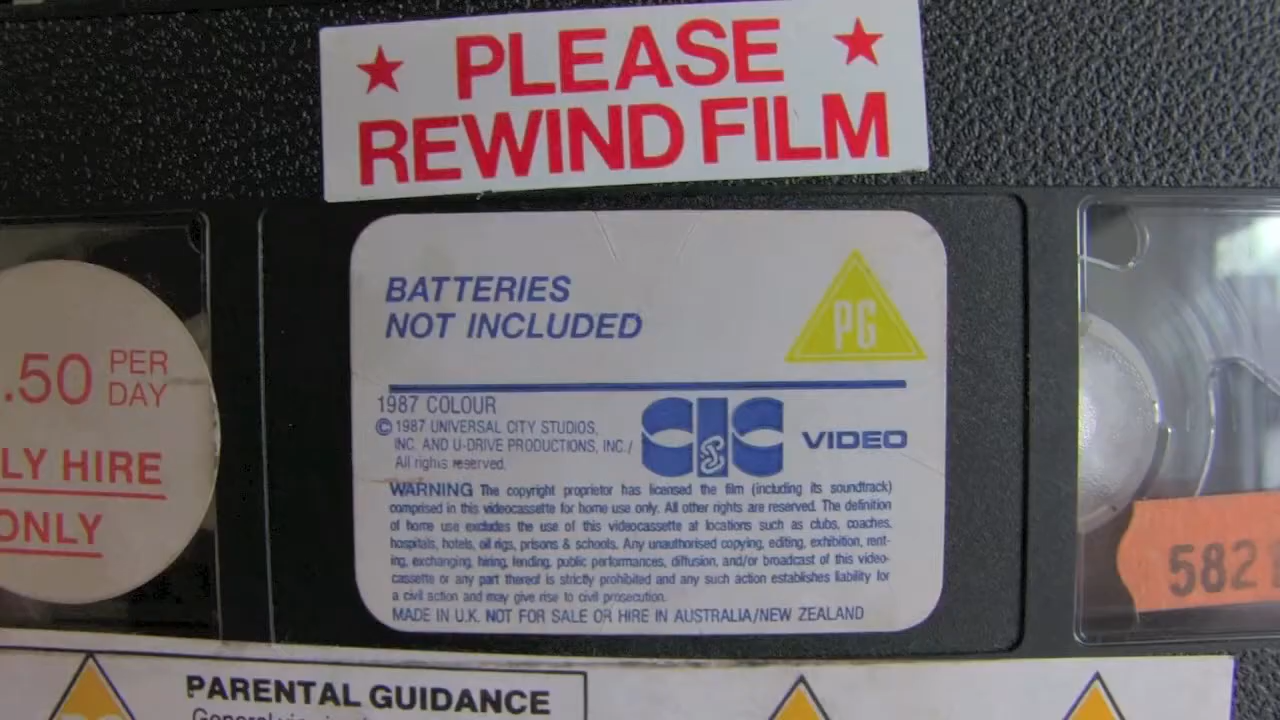 PLEASE
REWIND FILM
BATTERIES
NOT INCLUDED
PG
.50 PER
DAY
LY HIRE
ONLY
1987 COLOUR
© 1987 UNIVERSAL CITY STUDIOS,
INC. AND U-DRIVE PRODUCTIONS, INC./
All rights reserved.
CIC VIDEO
WARNING The copyright proprietor has licensed the film (including its soundtrack)
comprised in this videocassette for home use only. All other rights are reserved. The definition
of home use excludes the use of this videocassette at locations such as clubs, coaches,
hospitals, hotels, oil rigs, prisons & schools. Any unauthorised copying, editing, exhibition, rent-
ing, exchanging, hiring, lending, public performances, diffusion, and/or broadcast of this video-
cassette or any part thereof is strictly prohibited and any such action establishes liability for
a civil action and may give rise to civil prosecution.
MADE IN U.K. NOT FOR SALE OR HIRE IN AUSTRALIA/NEW ZEALAND
582
PARENTAL GUIDANCE